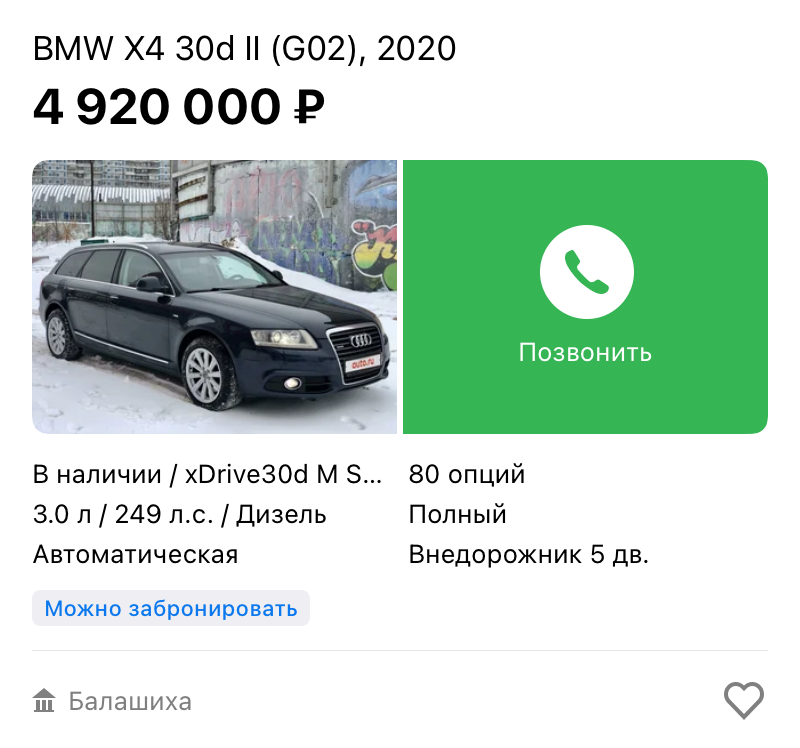 BMW X4 30d II (G02), 2020
4 920 000 ₽
auto.ru
Позвонить
В наличии / xDrive30d M S...
80 опций
3.0 л / 249 л.с. / Дизель
Полный
Автоматическая
Внедорожник 5 дв.
Можно забронировать
Балашиха